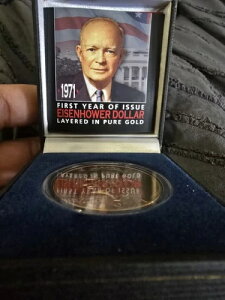 1971
FIRST YEAR OF ISSUE
EISENHOWER DOLLAR
LAYERED IN PURE GOLD